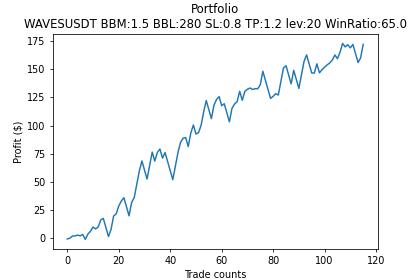 Portfolio
WAVESUSDT BBM:1.5 BBL:280 SL:0.8 TP:1.2 lev:20 WinRatio:65.0
175
150
125
100
75
50
25
0
Profit ($)
0 20 40 60 80 100 120
Trade counts